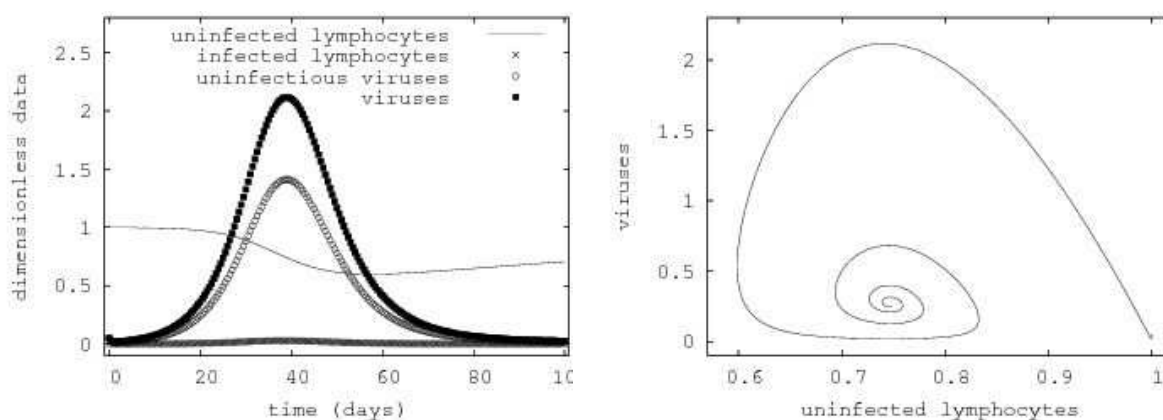 uninfected lymphocytes
infected lymphocytes
uninfectious viruses
viruses
dimensionless data
2.5
2
1.5
1
0.5
0
0
20
40
60
80
10
time (days)
viruses
2
1.5
1
0.5
0
0.6
0.7
0.8
0.9
1
uninfected lymphocytes